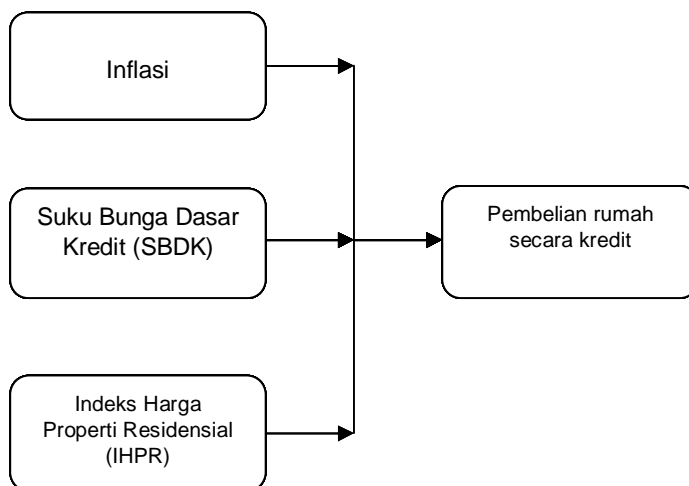 Inflasi
Suku Bunga Dasar
Kredit (SBDK)
Pembelian rumah
secara kredit
Indeks Harga
Properti Residensial
(IHPR)